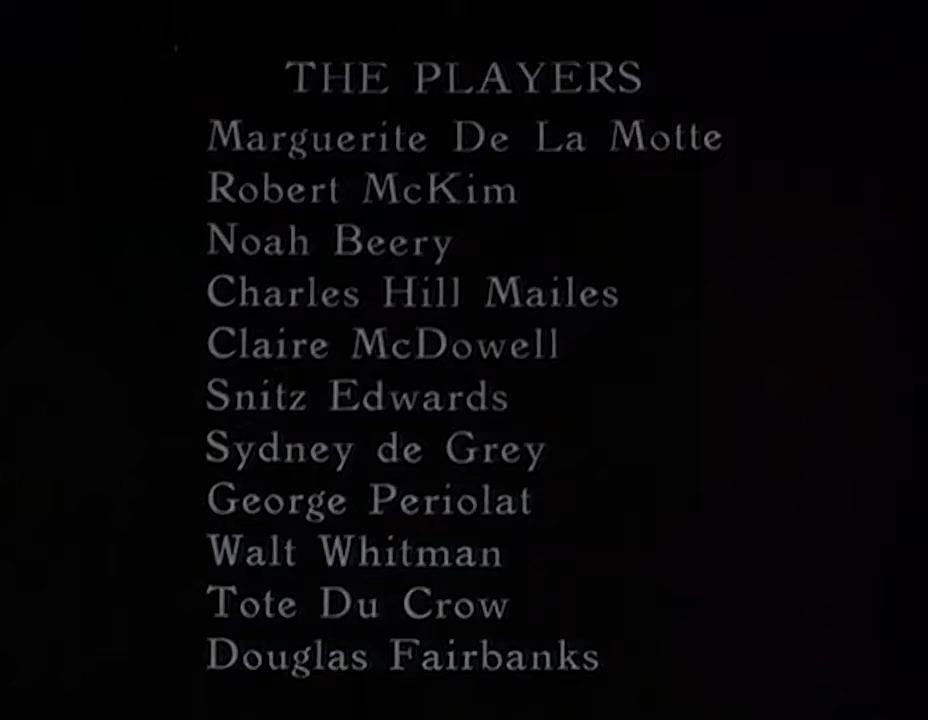 THE PLAYERS
Marguerite De La Motte
Robert McKim
Noah Beery
Charles Hill Mailes
Claire McDowell
Snitz Edwards
Sydney de Grey
George Periolat
Walt Whitman
Tote Du Crow
Douglas Fairbanks